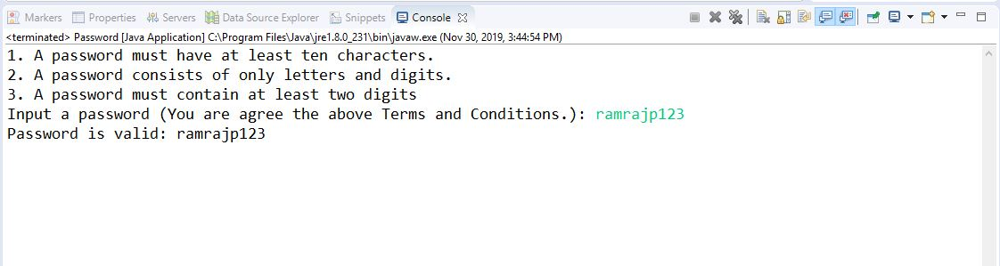 Markers Properties Servers Data Source Explorer Snippets Console
<terminated> Password [Java Application] C:\Program Files\Java\jre1.8.0_231\bin\javaw.exe (Nov 30, 2019, 3:44:54 PM)
1. A password must have at least ten characters.
2. A password consists of only letters and digits.
3. A password must contain at least two digits
Input a password (You are agree the above Terms and Conditions.): ramrajp123
Password is valid: ramrajp123